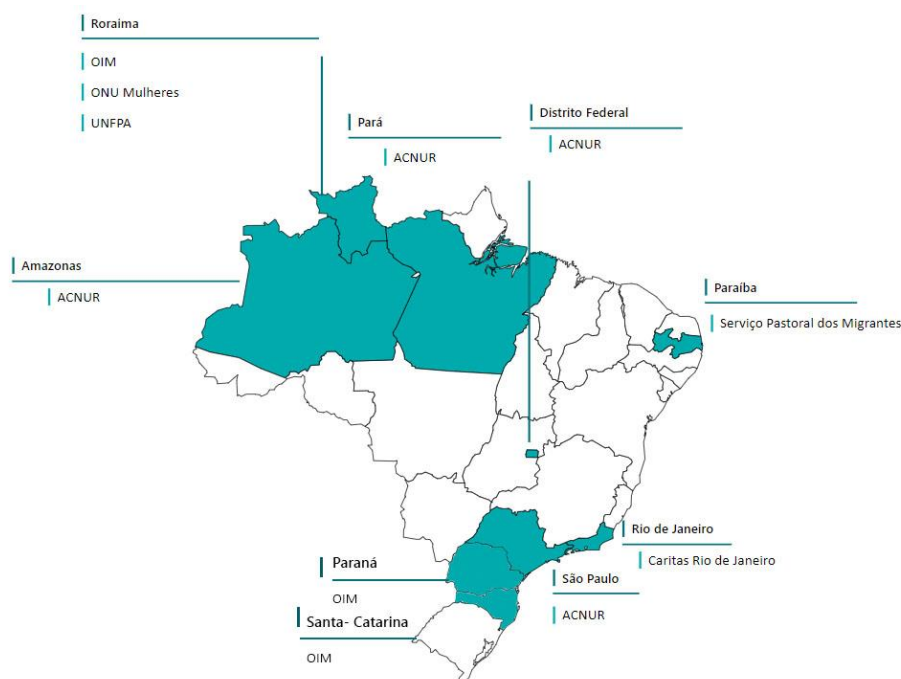 Roraima
OIM
ONU Mulheres
UNFPA
Pará
ACNUR
Distrito Federal
ACNUR
Amazonas
ACNUR
Paraíba
Serviço Pastoral dos Migrantes
Rio de Janeiro
Caritas Rio de Janeiro
Paraná
OIM
São Paulo
ACNUR
Santa- Catarina
OIM